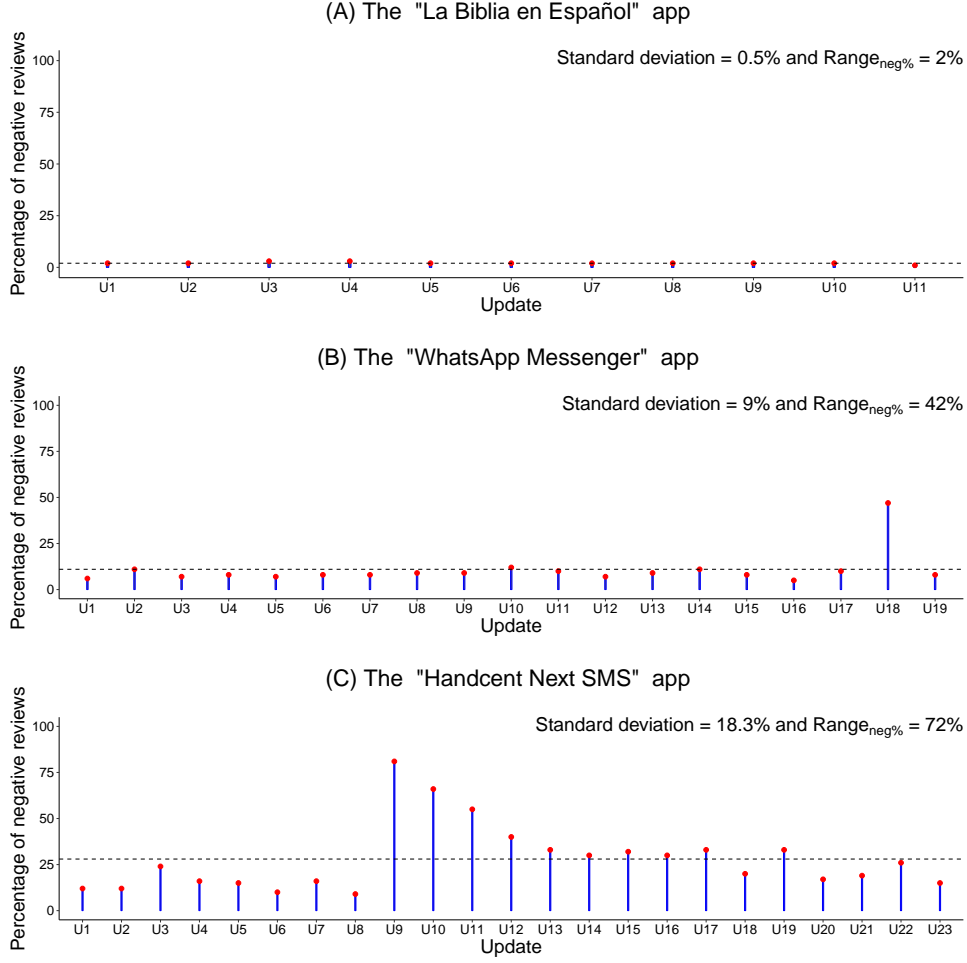 (A) The "La Biblia en Español" app
Standard deviation = 0.5% and Range_neg% = 2%
Percentage of negative reviews
100
75
50
25
0
U1 U2 U3 U4 U5 U6 U7 U8 U9 U10 U11
Update
(B) The "WhatsApp Messenger" app
Standard deviation = 9% and Range_neg% = 42%
Percentage of negative reviews
100
75
50
25
0
U1 U2 U3 U4 U5 U6 U7 U8 U9 U10 U11 U12 U13 U14 U15 U16 U17 U18 U19
Update
(C) The "Handcent Next SMS" app
Standard deviation = 18.3% and Range_neg% = 72%
Percentage of negative reviews
100
75
50
25
0
U1 U2 U3 U4 U5 U6 U7 U8 U9 U10 U11 U12 U13 U14 U15 U16 U17 U18 U19 U20 U21 U22 U23
Update